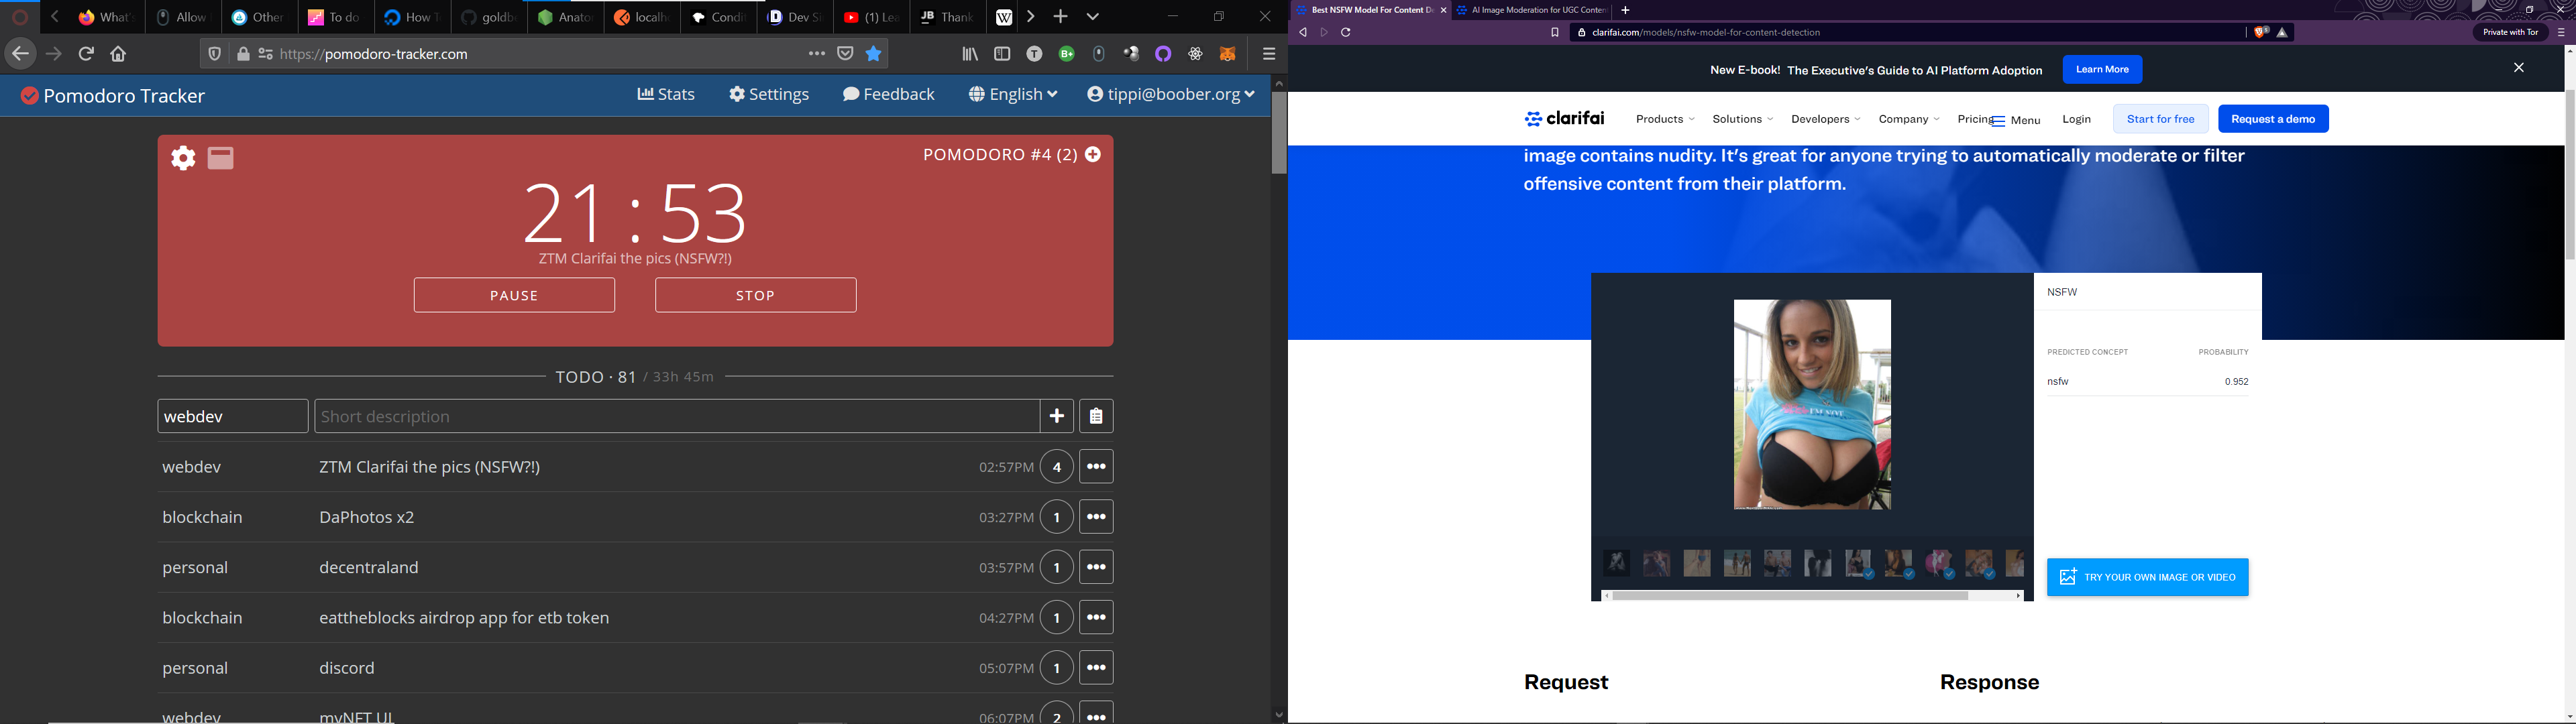 What's
Allow
Other
To do
How T
goldb
Anato
localh
Condit
Dev Si
(1) Lea
Thank
https://pomodoro-tracker.com
Pomodoro Tracker
Stats
Settings
Feedback
English
tippi@boober.org
POMODORO #4 (2)
21:53
ZTM Clarifai the pics (NSFW?!)
PAUSE
STOP
TODO · 81 / 33h 45m
webdev
Short description
webdev ZTM Clarifai the pics (NSFW?!) 02:57PM 4
blockchain DaPhotos x2 03:27PM 1
personal decentraland 03:57PM 1
blockchain eattheblocks airdrop app for etb token 04:27PM 1
personal discord 05:07PM 1
webdev myNFT UI 06:07PM 2
Best NSFW Model For Content De
AI Image Moderation for UGC Conten
clarifai.com/models/nsfw-model-for-content-detection
Private with Tor
New E-book! The Executive's Guide to AI Platform Adoption
Learn More
clarifai
Products
Solutions
Developers
Company
Pricing
Menu
Login
Start for free
Request a demo
image contains nudity. It's great for anyone trying to automatically moderate or filter
offensive content from their platform.
NSFW
PREDICTED CONCEPT PROBABILITY
nsfw 0.952
TRY YOUR OWN IMAGE OR VIDEO
Request
Response